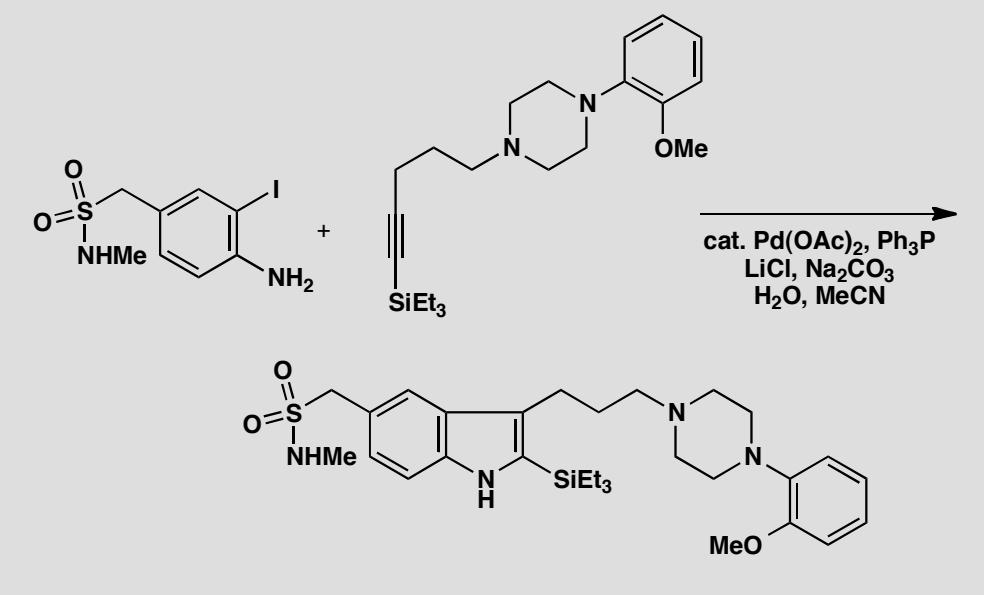 N
OMe
N
O
I
S
O
+
NHMe
NH₂
SiEt₃
cat. Pd(OAc)₂, Ph₃P
LiCl, Na₂CO₃
H₂O, MeCN
O
S
O
N
NHMe
N
N
H
SiEt₃
MeO